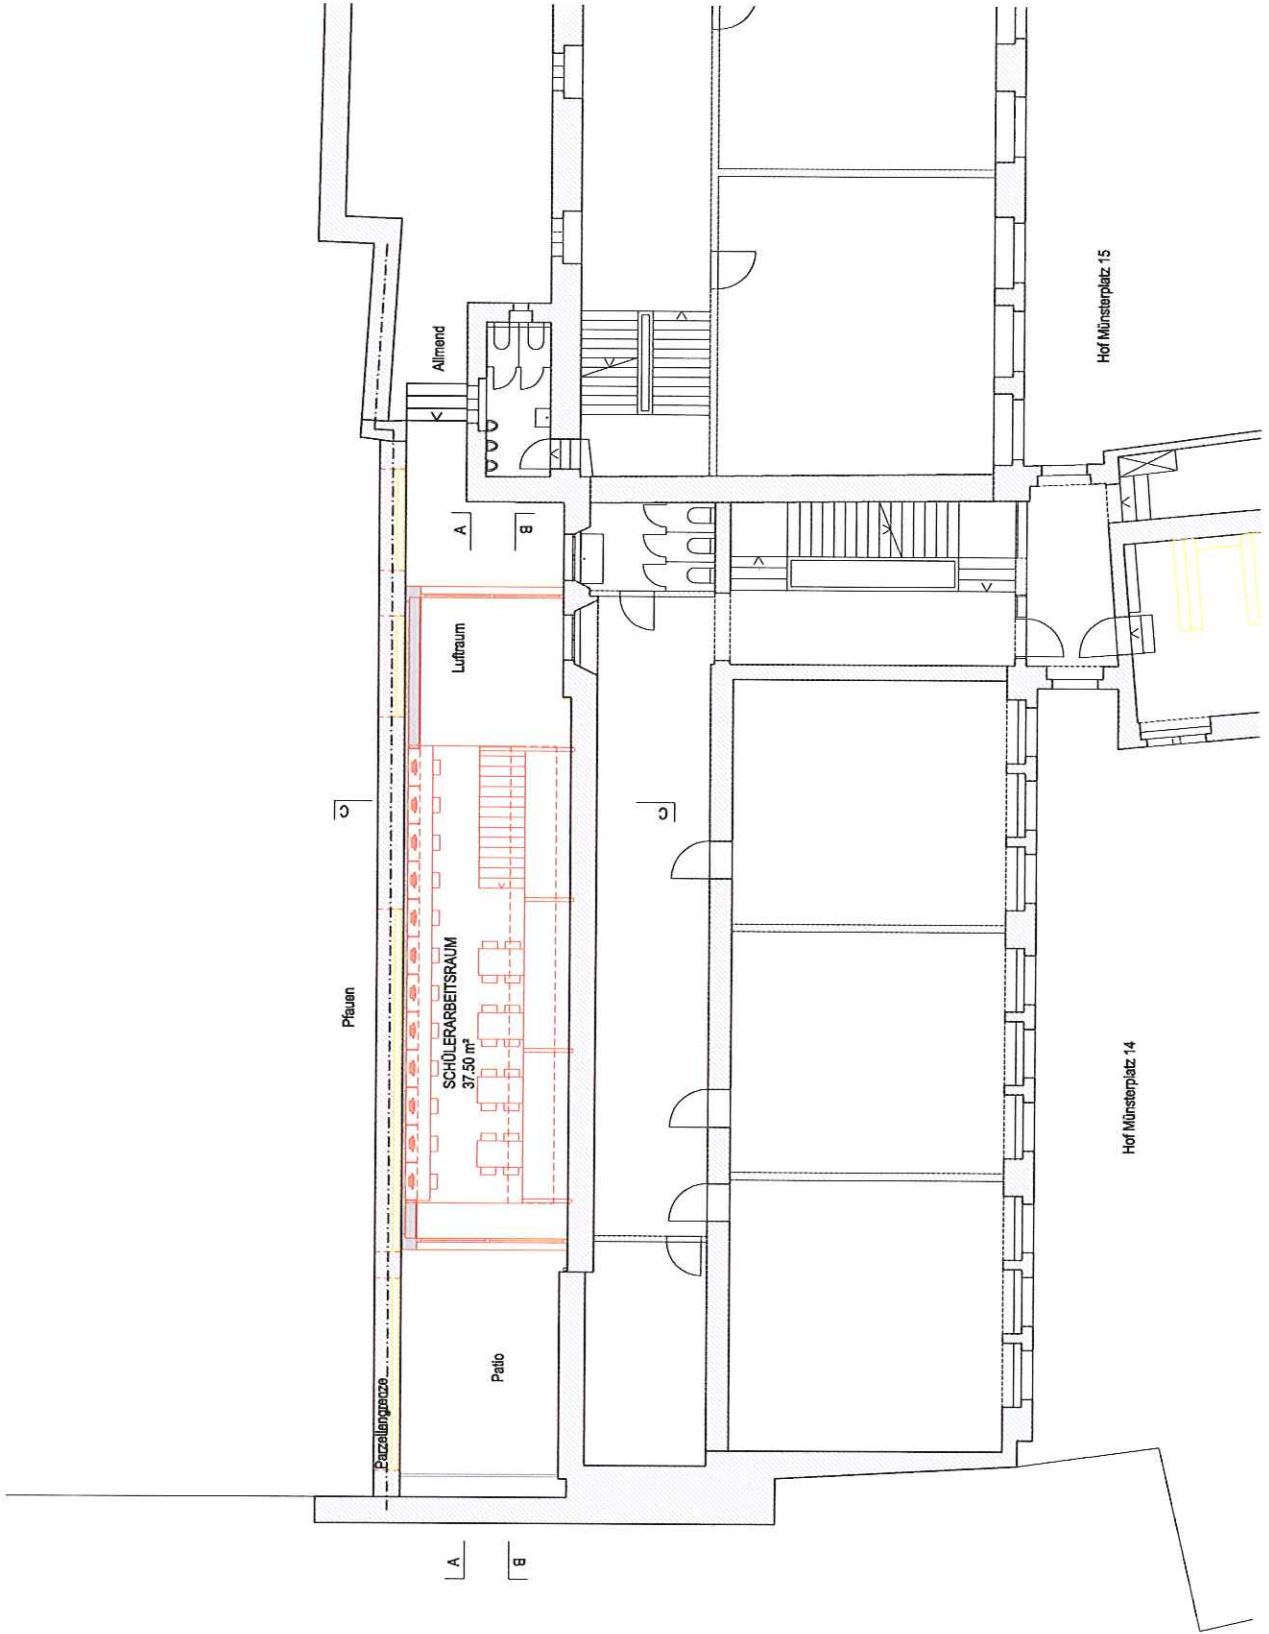 Allmend
Hof Münsterplatz 15
A
B
Luftraum
C
C
Pfauen
SCHÜLERARBEITSRAUM
37.50 m²
Hof Münsterplatz 14
Patio
Parzellengrenze
A
B